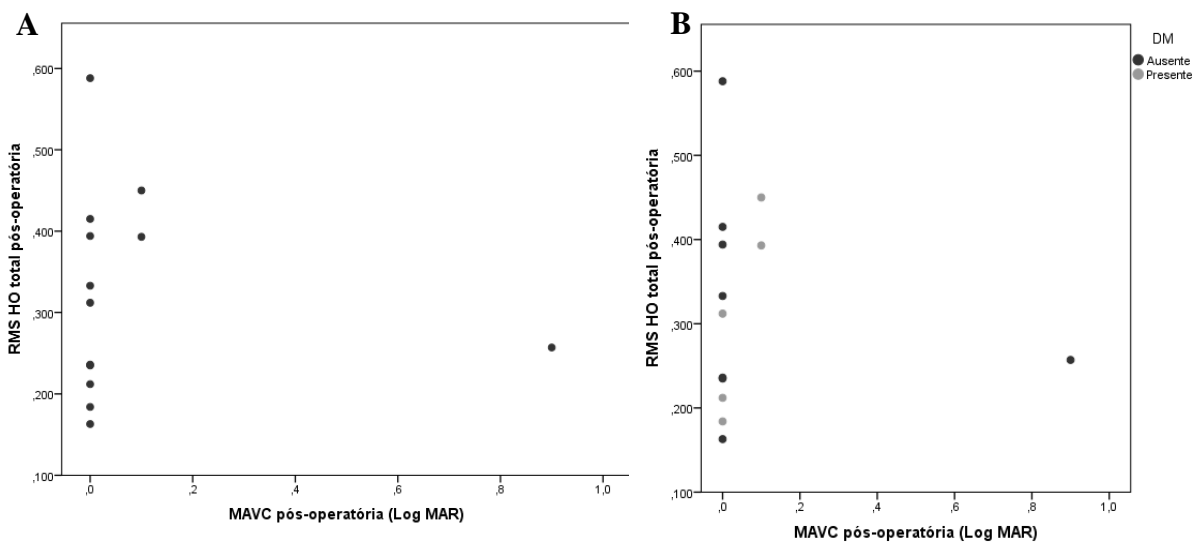 A
RMS HO total pós-operatória
,600
,500
,400
,300
,200
,100
,0
,2
,4
,6
,8
1,0
MAVC pós-operatória (Log MAR)
B
DM
Ausente
Presente
RMS HO total pós-operatória
,600
,500
,400
,300
,200
,100
,0
,2
,4
,6
,8
1,0
MAVC pós-operatória (Log MAR)